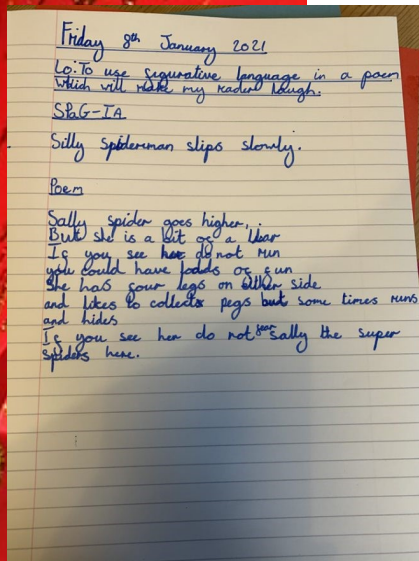 Friday 8th January 2021
LO: To use figurative language in a poem
which will make my reader laugh.
SPaG-IA
Silly spiderman slips slowly.
Poem
Sally spider goes higher,
But she is a bit of a liar
If you see her do not run
you could have lodds of fun
She has four legs on either side
and likes to collects pegs but some times runs
and hides
If you see her do not fear sally the super
spiders here.